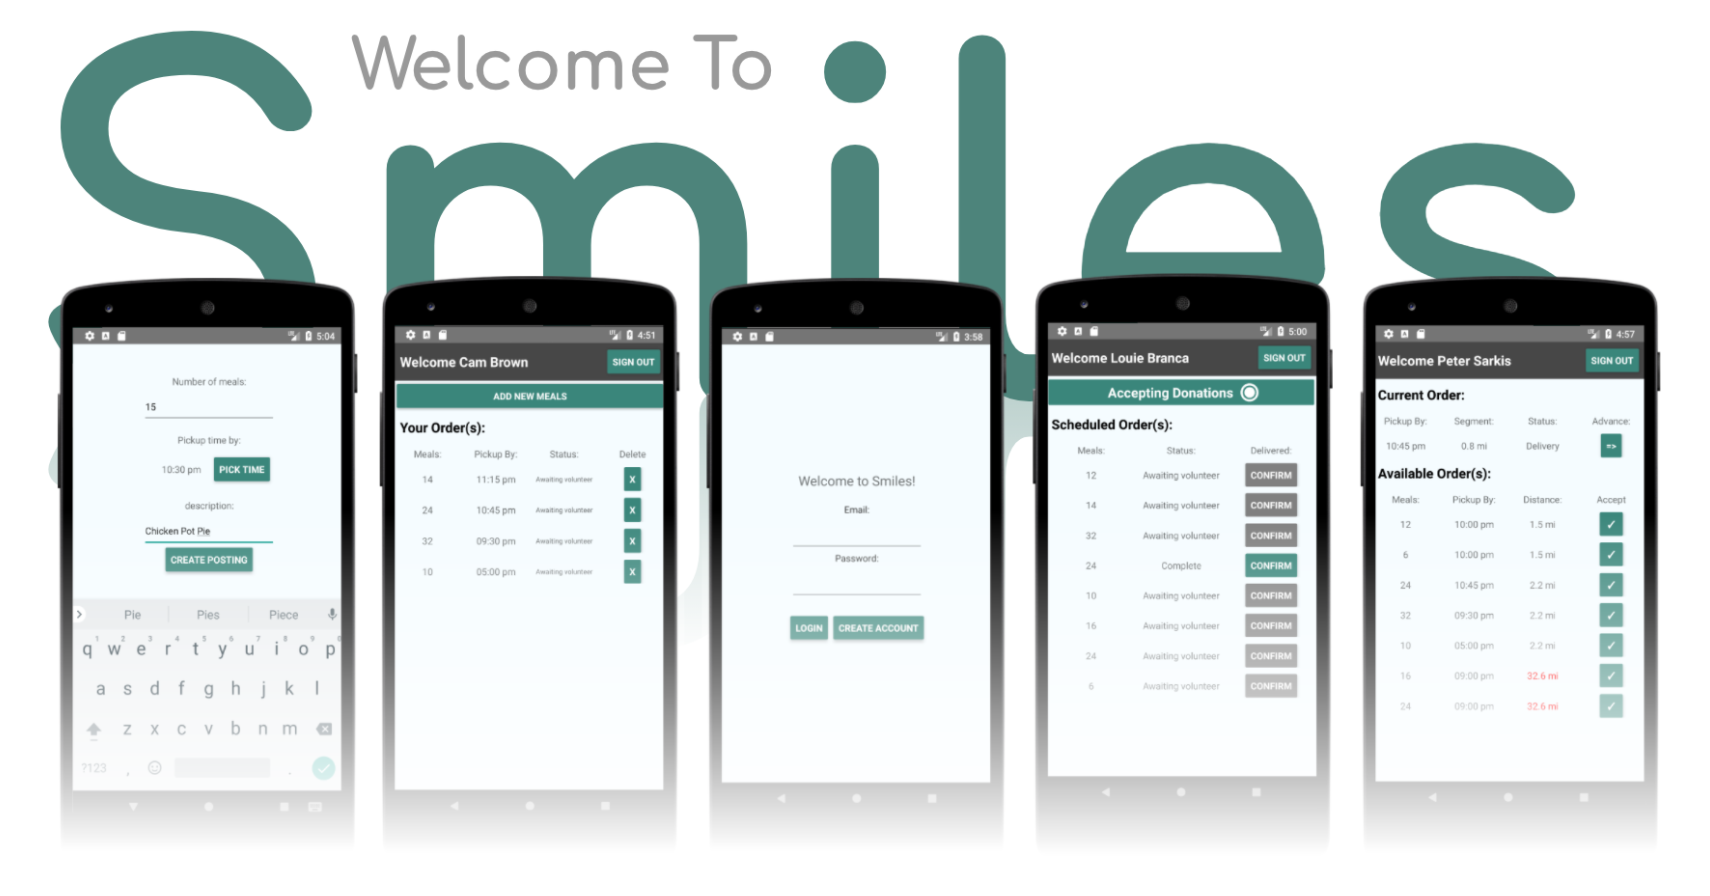 Welcome To
Smiles
5:04
Number of meals:
15
Pickup time by:
10:30 pm PICK TIME
description:
Chicken Pot Pie
CREATE POSTING
Pie Pies Piece
1 2 3 4 5 6 7 8 9 0
q w e r t y u i o p
a s d f g h j k l
z x c v b n m
?123 , .
4:51
Welcome Cam Brown SIGN OUT
ADD NEW MEALS
Your Order(s):
Meals: Pickup By: Status: Delete
14 11:15 pm Awaiting volunteer X
24 10:45 pm Awaiting volunteer X
32 09:30 pm Awaiting volunteer X
10 05:00 pm Awaiting volunteer X
3:58
Welcome to Smiles!
Email:
Password:
LOGIN CREATE ACCOUNT
5:00
Welcome Louie Branca SIGN OUT
Accepting Donations
Scheduled Order(s):
Meals: Status: Delivered:
12 Awaiting volunteer CONFIRM
14 Awaiting volunteer CONFIRM
32 Awaiting volunteer CONFIRM
24 Complete CONFIRM
10 Awaiting volunteer CONFIRM
16 Awaiting volunteer CONFIRM
24 Awaiting volunteer CONFIRM
6 Awaiting volunteer CONFIRM
4:57
Welcome Peter Sarkis SIGN OUT
Current Order:
Pickup By: Segment: Status: Advance:
10:45 pm 0.8 mi Delivery =>
Available Order(s):
Meals: Pickup By: Distance: Accept
12 10:00 pm 1.5 mi ✓
6 10:00 pm 1.5 mi ✓
24 10:45 pm 2.2 mi ✓
32 09:30 pm 2.2 mi ✓
10 05:00 pm 2.2 mi ✓
16 09:00 pm 32.6 mi ✓
24 09:00 pm 32.6 mi ✓